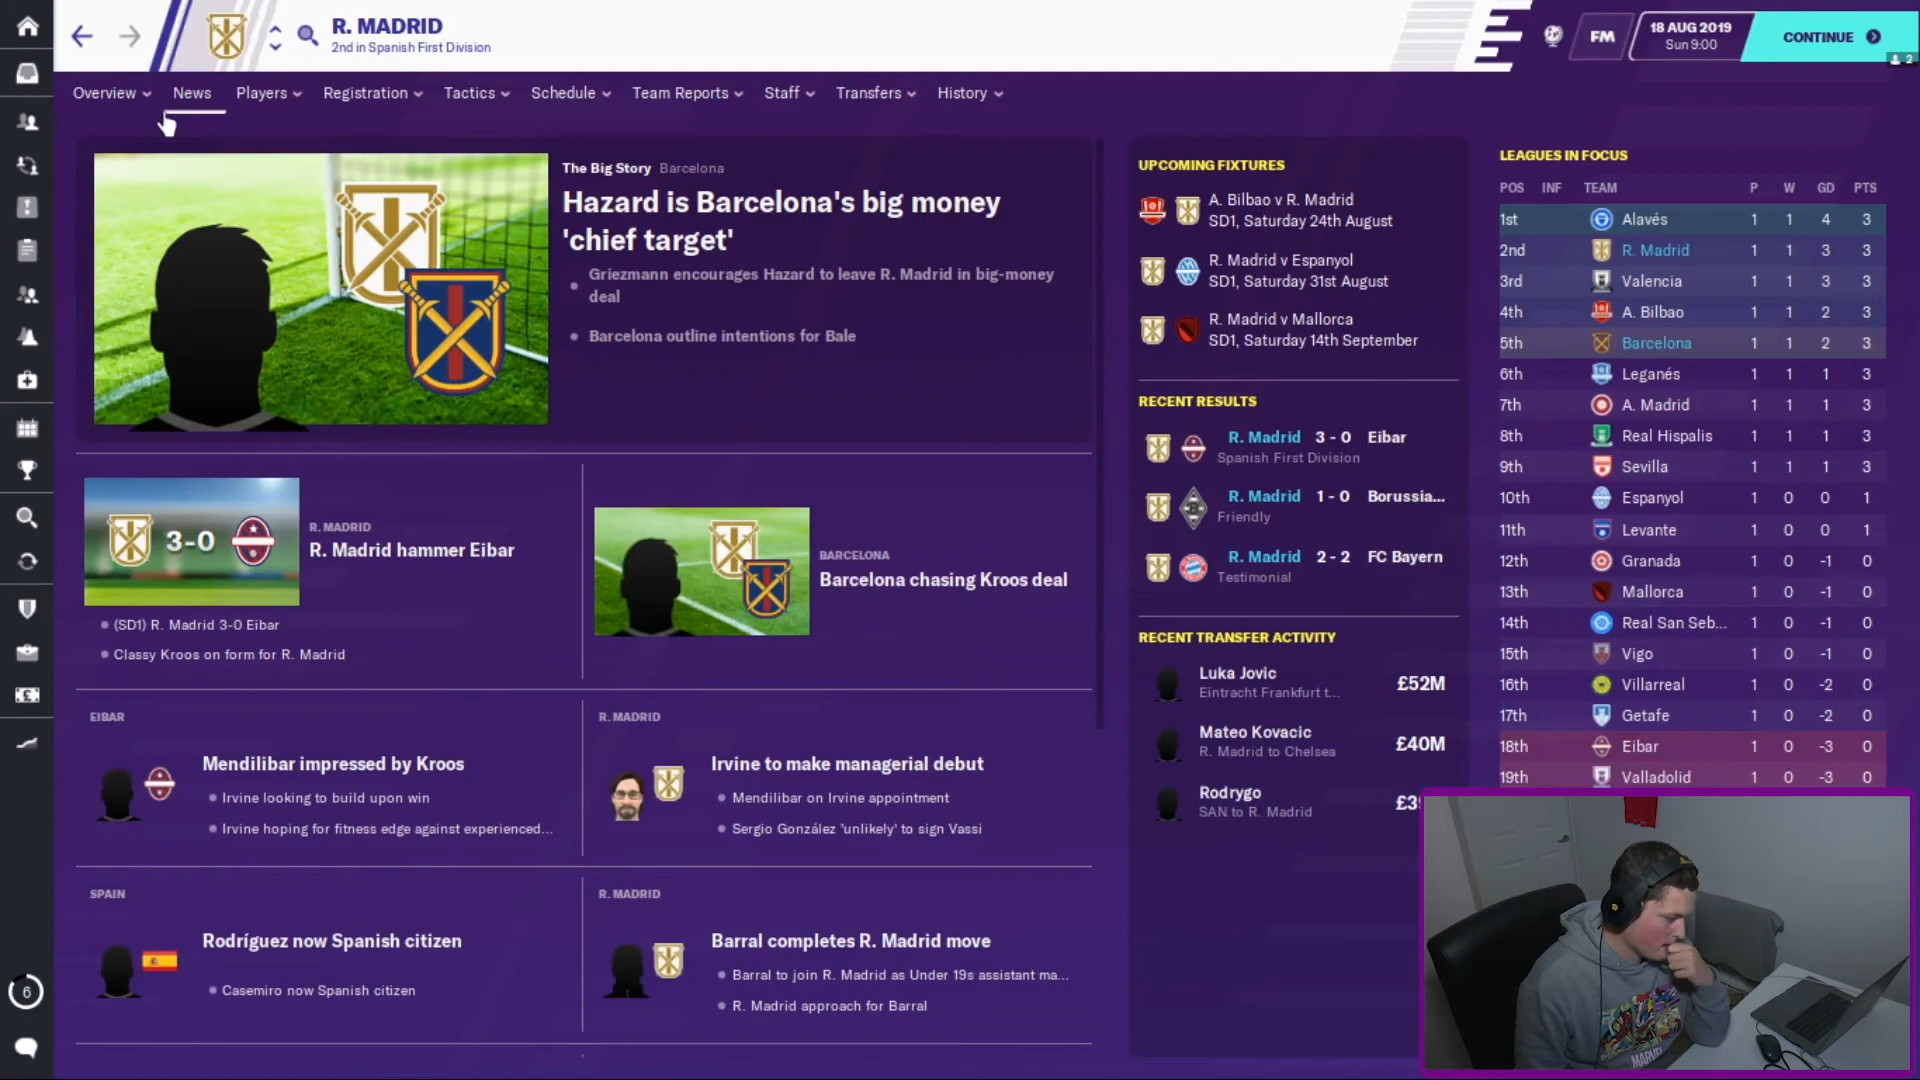 R. MADRID
2nd in Spanish First Division
FM
18 AUG 2019
Sun 9:00
CONTINUE
2
Overview
News
Players
Registration
Tactics
Schedule
Team Reports
Staff
Transfers
History
The Big Story Barcelona
Hazard is Barcelona's big money
'chief target'
Griezmann encourages Hazard to leave R. Madrid in big-money
deal
Barcelona outline intentions for Bale
3-0
R. MADRID
R. Madrid hammer Eibar
(SD1) R. Madrid 3-0 Eibar
Classy Kroos on form for R. Madrid
BARCELONA
Barcelona chasing Kroos deal
EIBAR
Mendilibar impressed by Kroos
Irvine looking to build upon win
Irvine hoping for fitness edge against experienced...
R. MADRID
Irvine to make managerial debut
Mendilibar on Irvine appointment
Sergio González 'unlikely' to sign Vassi
SPAIN
Rodríguez now Spanish citizen
Casemiro now Spanish citizen
R. MADRID
Barral completes R. Madrid move
Barral to join R. Madrid as Under 19s assistant ma...
R. Madrid approach for Barral
6
UPCOMING FIXTURES
A. Bilbao v R. Madrid
SD1, Saturday 24th August
R. Madrid v Espanyol
SD1, Saturday 31st August
R. Madrid v Mallorca
SD1, Saturday 14th September
RECENT RESULTS
R. Madrid 3 - 0 Eibar
Spanish First Division
R. Madrid 1 - 0 Borussia...
Friendly
R. Madrid 2 - 2 FC Bayern
Testimonial
RECENT TRANSFER ACTIVITY
Luka Jovic
Eintracht Frankfurt t...
£52M
Mateo Kovacic
R. Madrid to Chelsea
£40M
Rodrygo
SAN to R. Madrid
LEAGUES IN FOCUS
POS INF TEAM P W GD PTS
1st Alavés 1 1 4 3
2nd R. Madrid 1 1 3 3
3rd Valencia 1 1 3 3
4th A. Bilbao 1 1 2 3
5th Barcelona 1 1 2 3
6th Leganés 1 1 1 3
7th A. Madrid 1 1 1 3
8th Real Hispalis 1 1 1 3
9th Sevilla 1 1 1 3
10th Espanyol 1 0 0 1
11th Levante 1 0 0 1
12th Granada 1 0 -1 0
13th Mallorca 1 0 -1 0
14th Real San Seb... 1 0 -1 0
15th Vigo 1 0 -1 0
16th Villarreal 1 0 -2 0
17th Getafe 1 0 -2 0
18th Eibar 1 0 -3 0
19th Valladolid 1 0 -3 0
MARVEL